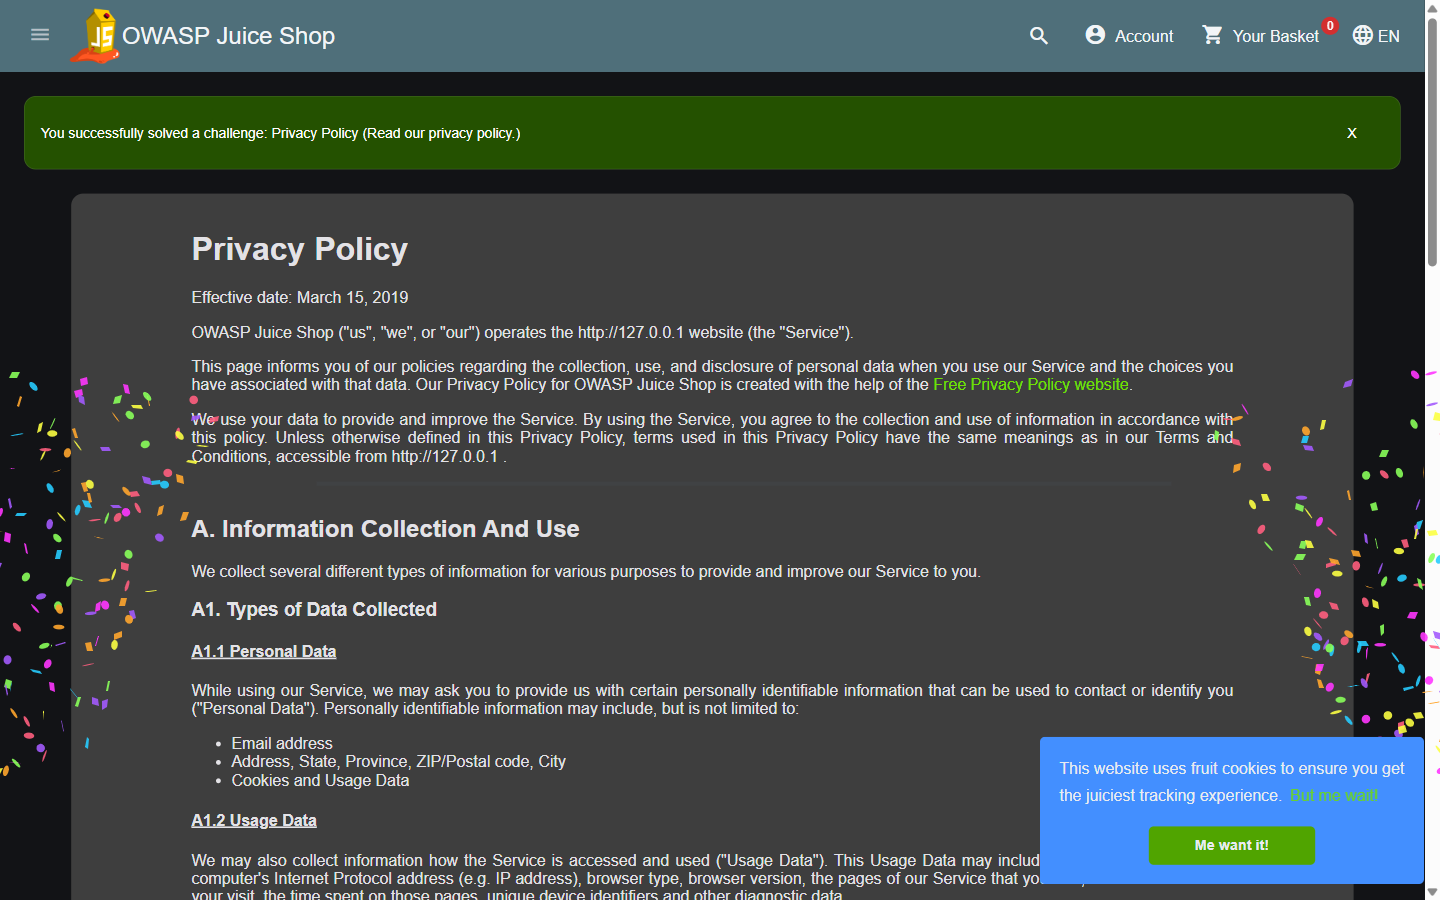 OWASP Juice Shop
Account
Your Basket
0
EN
You successfully solved a challenge: Privacy Policy (Read our privacy policy.)
X
Privacy Policy
Effective date: March 15, 2019
OWASP Juice Shop ("us", "we", or "our") operates the http://127.0.0.1 website (the "Service").
This page informs you of our policies regarding the collection, use, and disclosure of personal data when you use our Service and the choices you
have associated with that data. Our Privacy Policy for OWASP Juice Shop is created with the help of the Free Privacy Policy website.
We use your data to provide and improve the Service. By using the Service, you agree to the collection and use of information in accordance with
this policy. Unless otherwise defined in this Privacy Policy, terms used in this Privacy Policy have the same meanings as in our Terms and
Conditions, accessible from http://127.0.0.1 .
A. Information Collection And Use
We collect several different types of information for various purposes to provide and improve our Service to you.
A1. Types of Data Collected
A1.1 Personal Data
While using our Service, we may ask you to provide us with certain personally identifiable information that can be used to contact or identify you
("Personal Data"). Personally identifiable information may include, but is not limited to:
• Email address
• Address, State, Province, ZIP/Postal code, City
• Cookies and Usage Data
A1.2 Usage Data
We may also collect information how the Service is accessed and used ("Usage Data"). This Usage Data may includ
computer's Internet Protocol address (e.g. IP address), browser type, browser version, the pages of our Service that yo
your visit, the time spent on those pages, unique device identifiers and other diagnostic data.
This website uses fruit cookies to ensure you get
the juiciest tracking experience. But me wait!
Me want it!